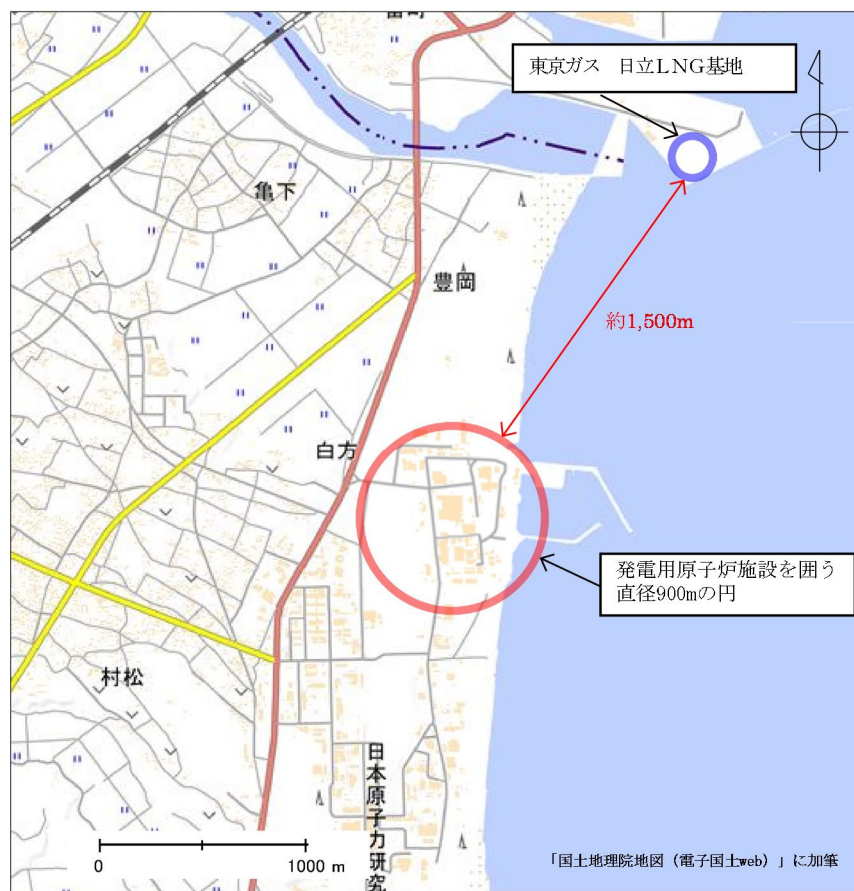 東京ガス 日立LNG基地
亀下
豊岡
約1,500m
白方
発電用原子炉施設を囲う
直径900mの円
村松
日本原子力研究
0
1000 m
「国土地理院地図(電子国土web)」に加筆